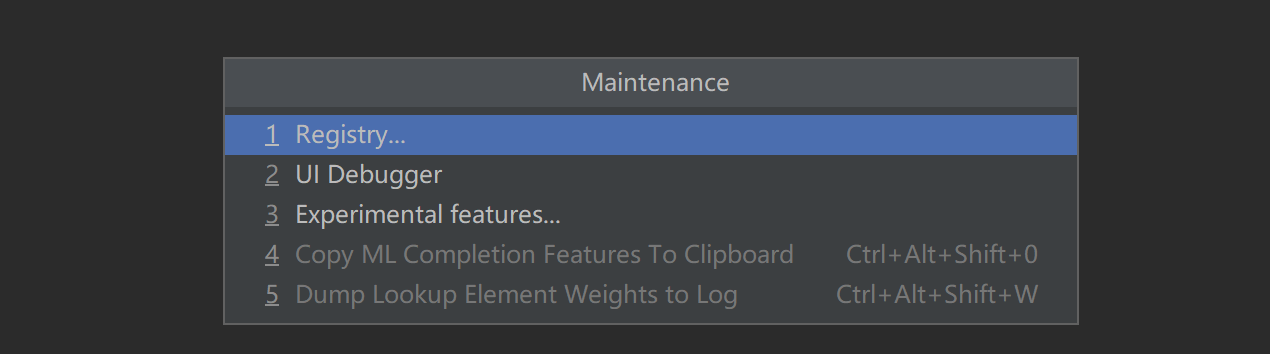 Maintenance
1 Registry...
2 UI Debugger
3 Experimental features...
4 Copy ML Completion Features To Clipboard Ctrl+Alt+Shift+0
5 Dump Lookup Element Weights to Log Ctrl+Alt+Shift+W